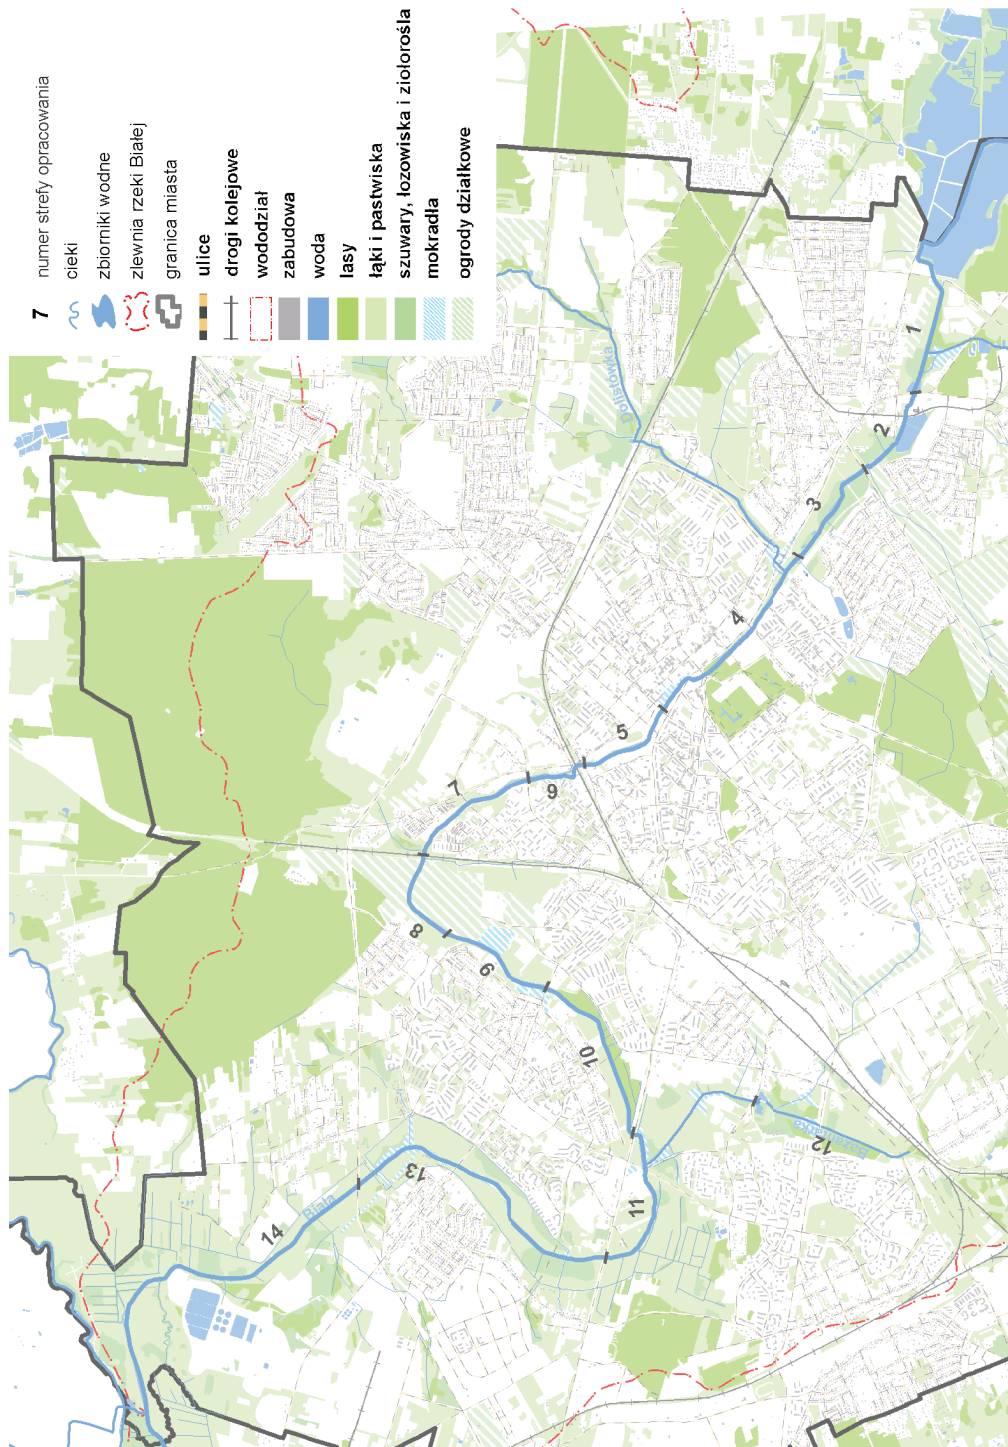 7 numer strefy opracowania
cieki
zbiorniki wodne
zlewnia rzeki Białej
granica miasta
ulice
drogi kolejowe
wododział
zabudowa
woda
lasy
łąki i pastwiska
szuwary, łozowiska i ziołorośla
mokradła
ogrody działkowe
Dolistówka
1
2
3
4
5
6
7
8
9
10
11
12
13
14
Biała